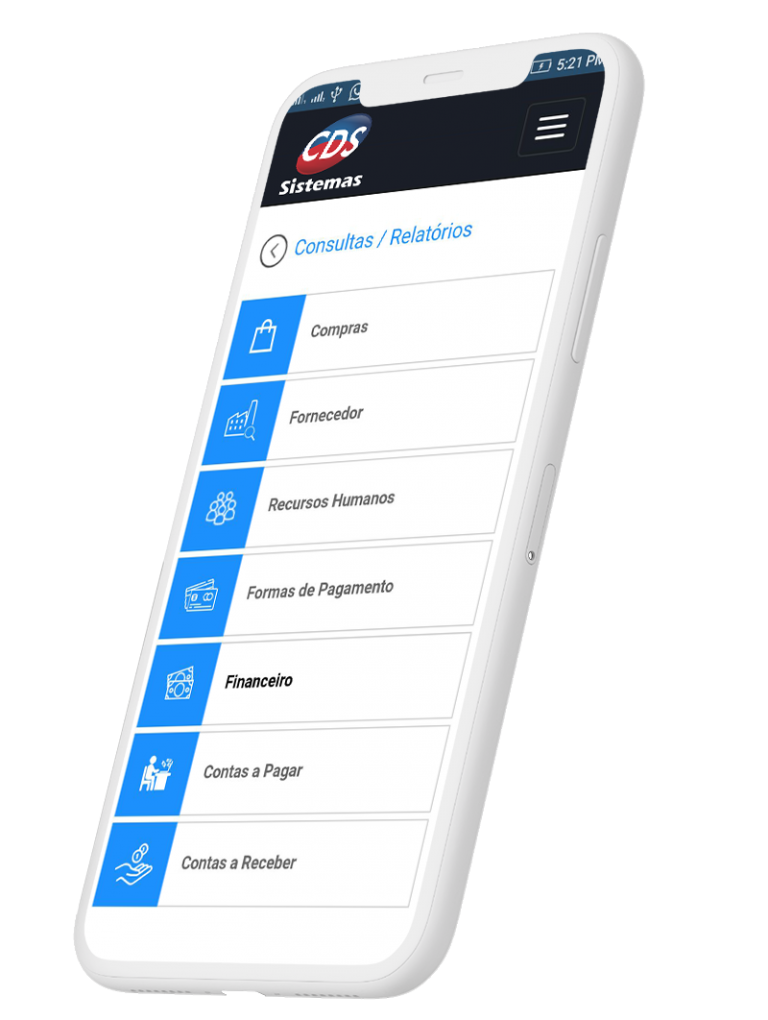 5:21 PM
CDS
Sistemas
Consultas / Relatórios
Compras
Fornecedor
Recursos Humanos
Formas de Pagamento
Financeiro
Contas a Pagar
Contas a Receber